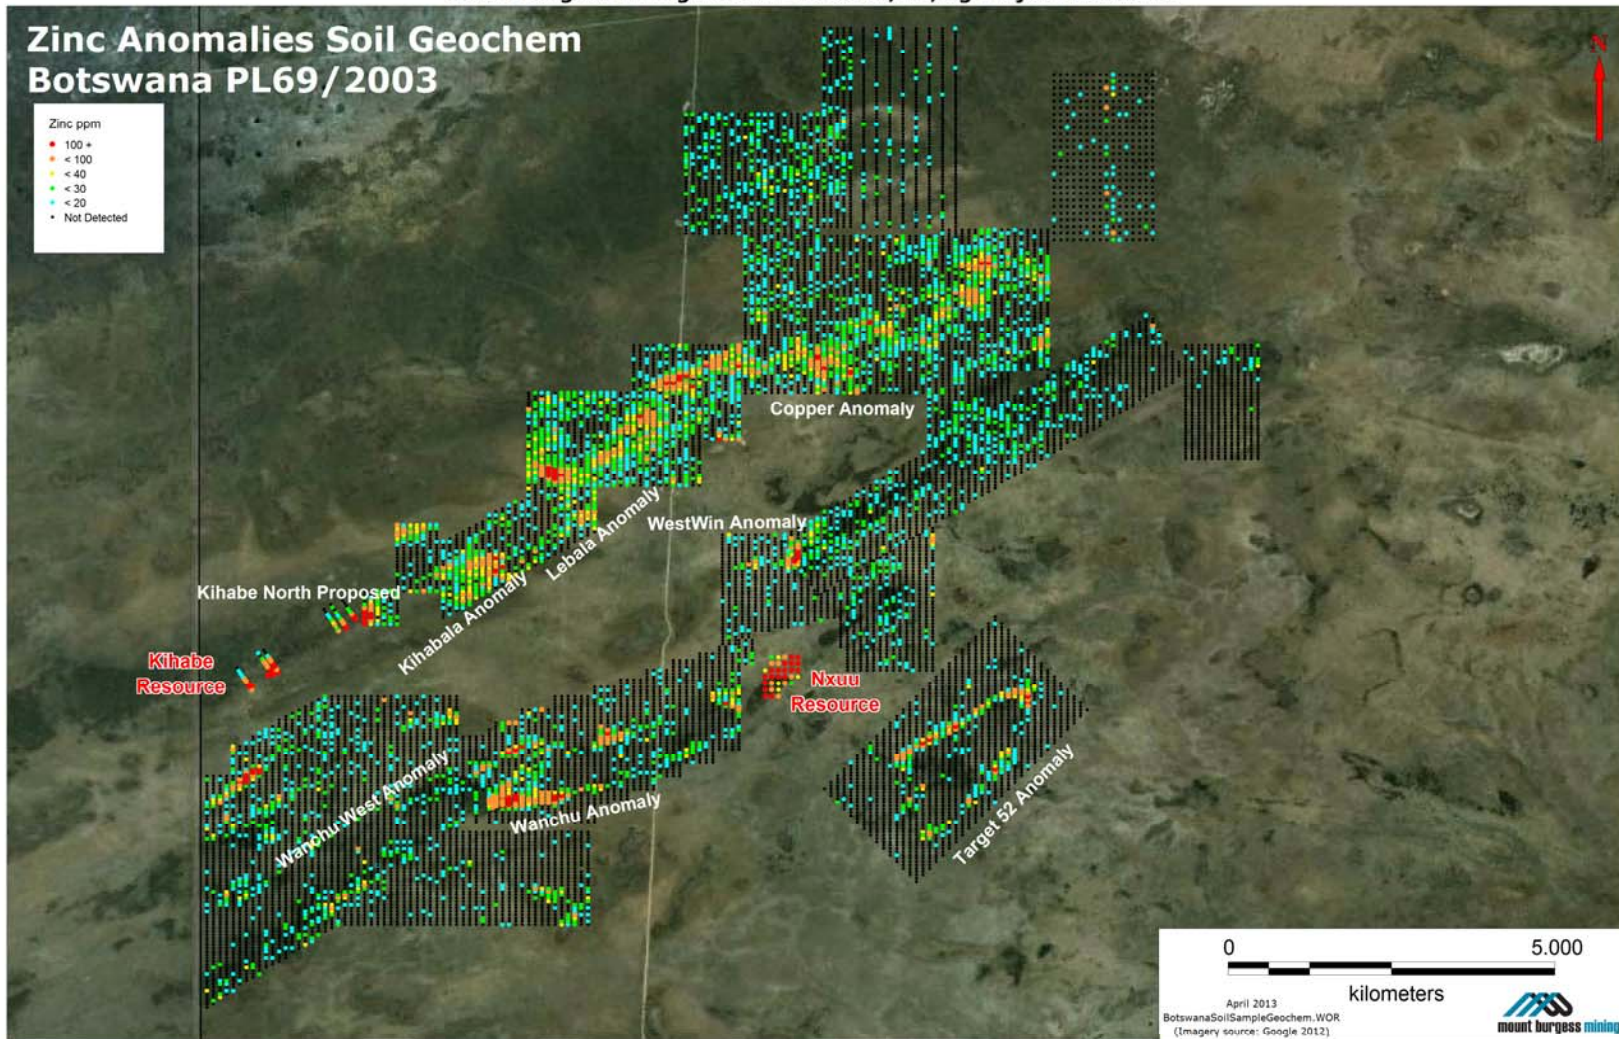 Zinc Anomalies Soil Geochem
Botswana PL69/2003
N
Zinc ppm
100 +
< 100
< 40
< 30
< 20
Not Detected
Copper Anomaly
WestWin Anomaly
Lebala Anomaly
Kihabe North Proposed
Kihabala Anomaly
Kihabe
Resource
Nxuu
Resource
Wanchu West Anomaly
Wanchu Anomaly
Target 52 Anomaly
0 5.000
kilometers
April 2013
BotswanaSoilSampleGeochem.WOR
(Imagery source: Google 2012)
mount burgess mining